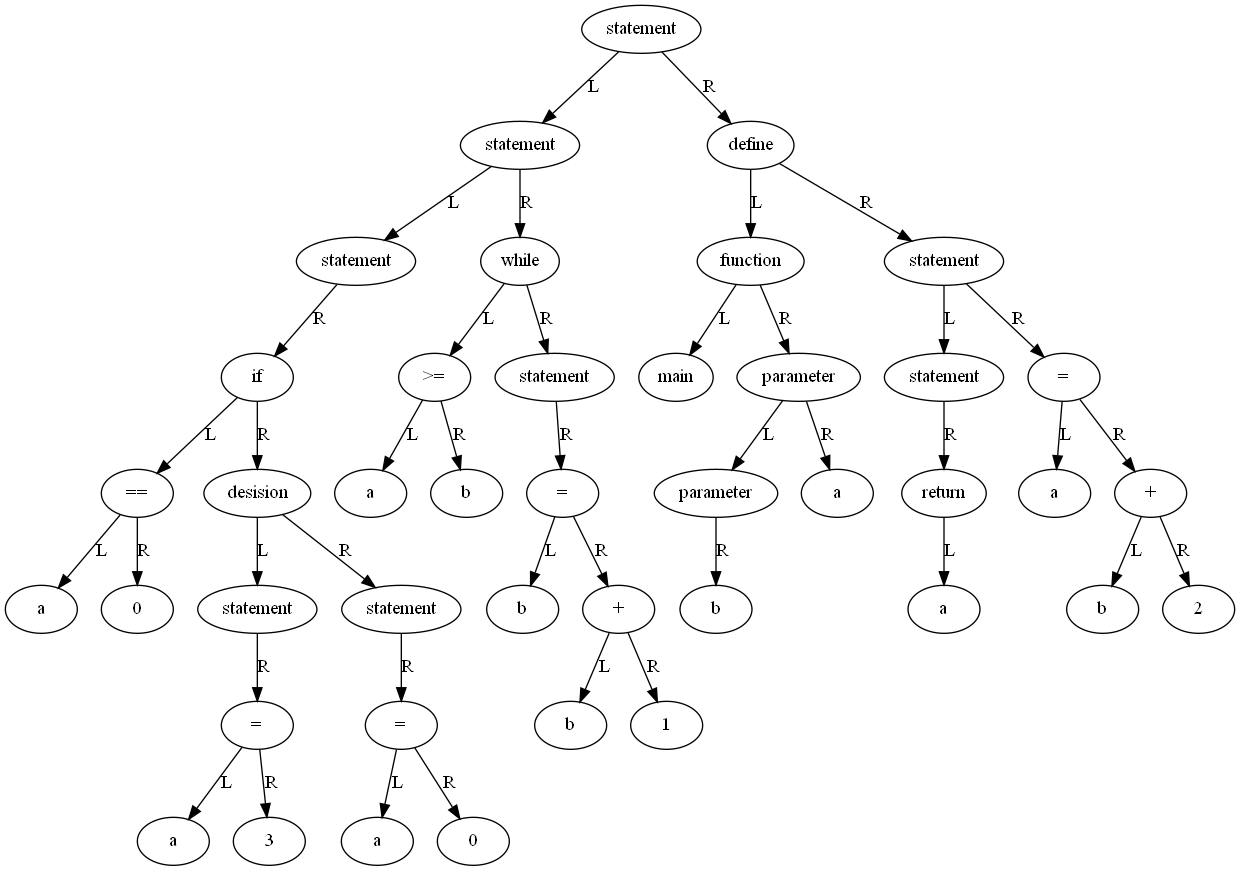 statement
L R
statement define
L R L R
statement while function statement
R L R L R L R
if >= statement main parameter statement =
L R L R R L R R L R
== desision a b = parameter a return a +
L R L R L R R L L R
a 0 statement statement b + b a b 2
R R L R
= = b 1
L R L R
a 3 a 0